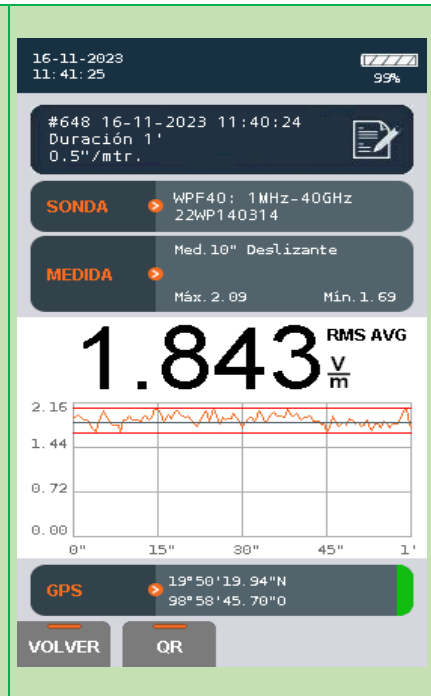 16-11-2023
11:41:25
99%
#648 16-11-2023 11:40:24
Duración 1'
0.5"/mtr.
SONDA
WPF40: 1MHz-40GHz
22WP140314
MEDIDA
Med.10" Deslizante
Máx.2.09 Mín.1.69
1.843 RMS AVG V/m
2.16
1.44
0.72
0.00
0" 15" 30" 45" 1'
GPS
19°50'19.94"N
98°58'45.70"O
VOLVER QR